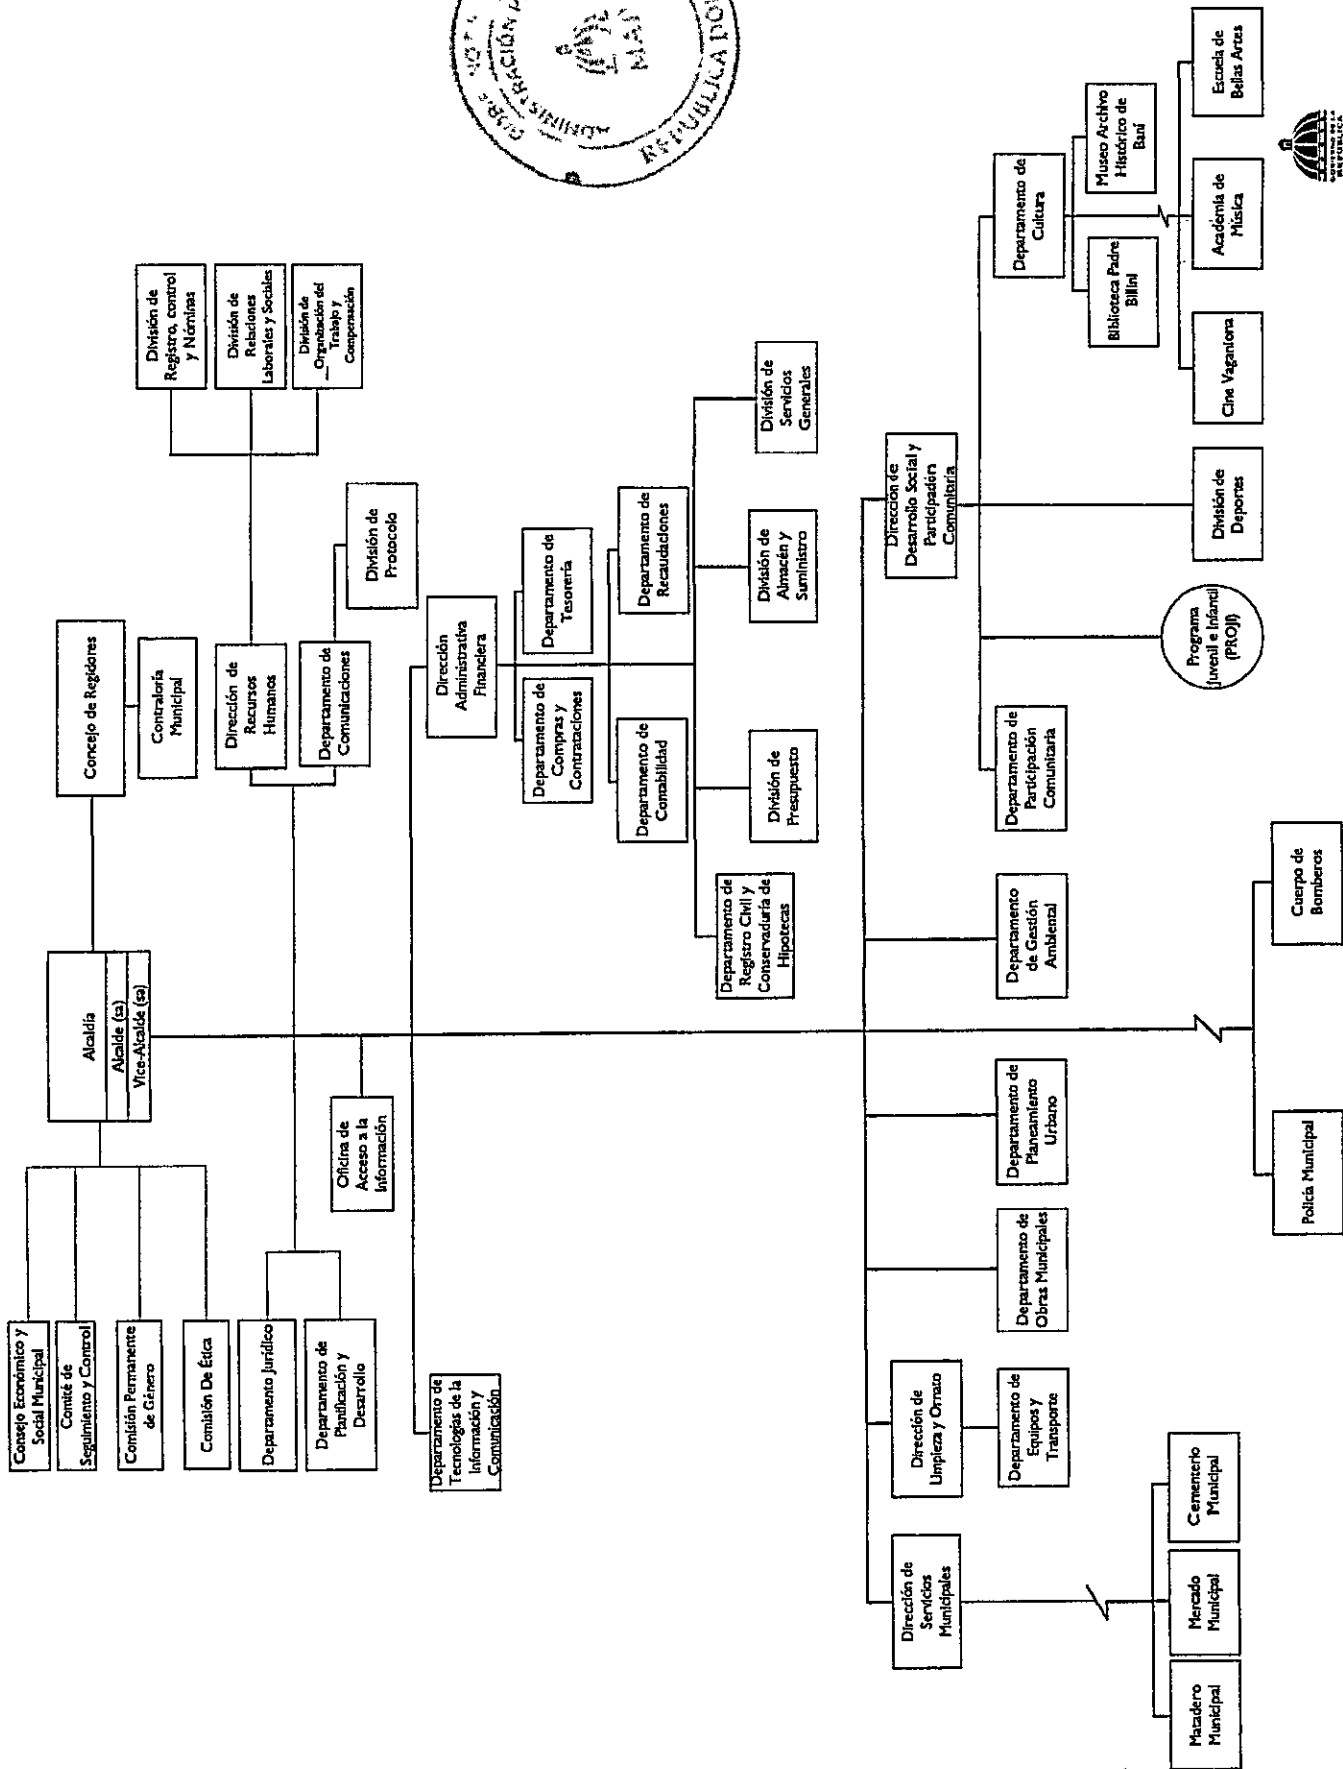 Alcaldía
Alcalde (sa)
Vice-Alcalde (sa)
Concejo de Regidores
Contraloría
Municipal
Consejo Económico y
Social Municipal
Comité de
Seguimiento y Control
Comisión Permanente
de Género
Comisión De Ética
Departamento Jurídico
Departamento de
Planificación y
Desarrollo
Dirección de
Recursos
Humanos
Departamento de
Comunicaciones
División de
Registro, control
y Nóminas
División de
Relaciones
Laborales y Sociales
División de
Organización del
Trabajo y
Compensación
División de
Protocolo
Oficina de
Acceso a la
Información
Departamento de
Tecnologías de la
Información y
Comunicación
Dirección
Administrativa
Financiera
Departamento de
Compras y
Contrataciones
Departamento de
Tesorería
Departamento de
Contabilidad
Departamento de
Recaudaciones
Departamento de
Registro Civil y
Conservaduría de
Hipotecas
División de
Presupuesto
División de
Almacén y
Suministro
División de
Servicios
Generales
Dirección de
Servicios
Municipales
Dirección de
Limpieza y Ornato
Departamento de
Equipos y
Transporte
Departamento de
Obras Municipales
Departamento de
Planeamiento
Urbano
Departamento
de Gestión
Ambiental
Dirección de
Desarrollo Social y
Participación
Comunitaria
Departamento de
Participación
Comunitaria
Programa
Juvenil e Infantil
(PROJI)
División de
Deportes
Departamento de
Cultura
Biblioteca Padre
Billini
Museo Archivo
Histórico de
Baní
Cine Vaganiona
Academia de
Música
Escuela de
Bellas Artes
Matadero
Municipal
Mercado
Municipal
Cementerio
Municipal
Policía Municipal
Cuerpo de
Bomberos
REPUBLICA DO